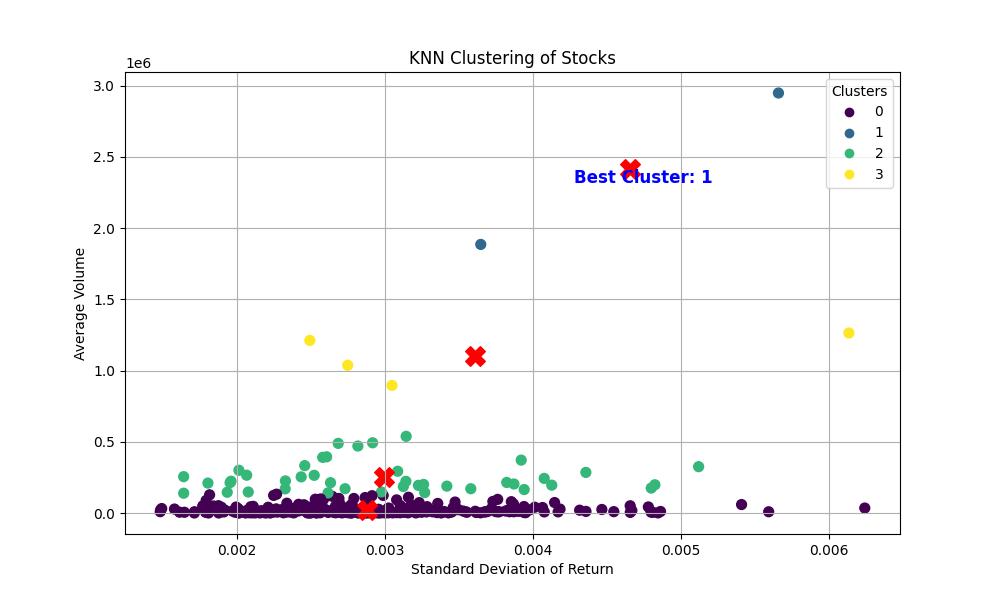 KNN Clustering of Stocks
1e6
3.0
2.5
2.0
1.5
1.0
0.5
0.0
Average Volume
Clusters
0
1
2
3
Best Cluster: 1
0.002 0.003 0.004 0.005 0.006
Standard Deviation of Return